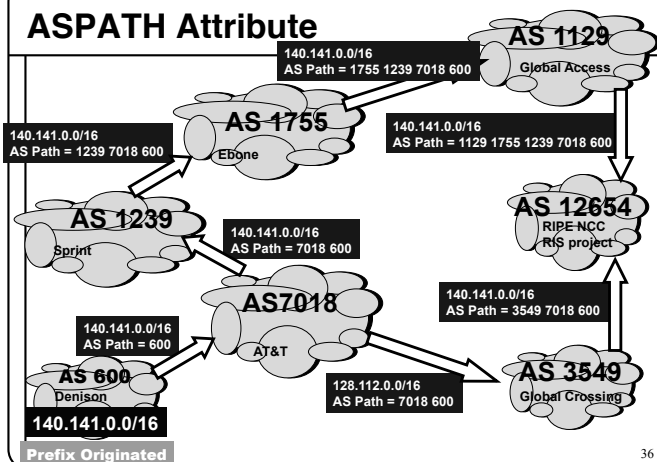 ASPATH Attribute
140.141.0.0/16
AS Path = 1755 1239 7018 600
AS 1129
Global Access
140.141.0.0/16
AS Path = 1239 7018 600
AS 1755
Ebone
140.141.0.0/16
AS Path = 1129 1755 1239 7018 600
AS 1239
Sprint
140.141.0.0/16
AS Path = 7018 600
AS 12654
RIPE NCC
RIS project
AS7018
AT&T
140.141.0.0/16
AS Path = 3549 7018 600
140.141.0.0/16
AS Path = 600
AS 600
Denison
128.112.0.0/16
AS Path = 7018 600
AS 3549
Global Crossing
140.141.0.0/16
Prefix Originated
36